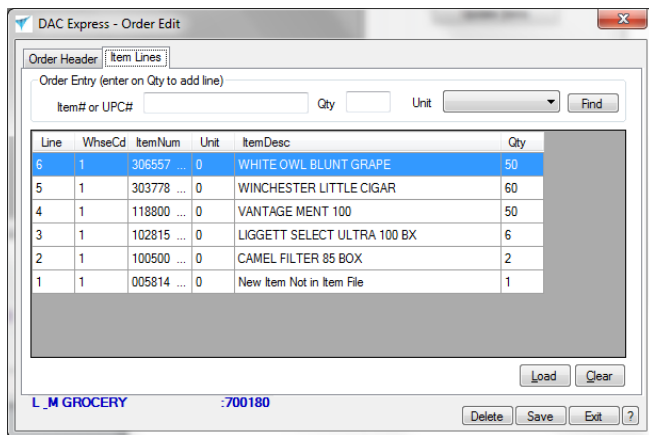 DAC Express - Order Edit
Order Header Item Lines
Order Entry (enter on Qty to add line)
Item# or UPC# Qty Unit Find
Line WhseCd ItemNum Unit ItemDesc Qty
6 1 306557 ... 0 WHITE OWL BLUNT GRAPE 50
5 1 303778 ... 0 WINCHESTER LITTLE CIGAR 60
4 1 118800 ... 0 VANTAGE MENT 100 50
3 1 102815 ... 0 LIGGETT SELECT ULTRA 100 BX 6
2 1 100500 ... 0 CAMEL FILTER 85 BOX 2
1 1 005814 ... 0 New Item Not in Item File 1
Load Clear
L _M GROCERY :700180
Delete Save Exit ?